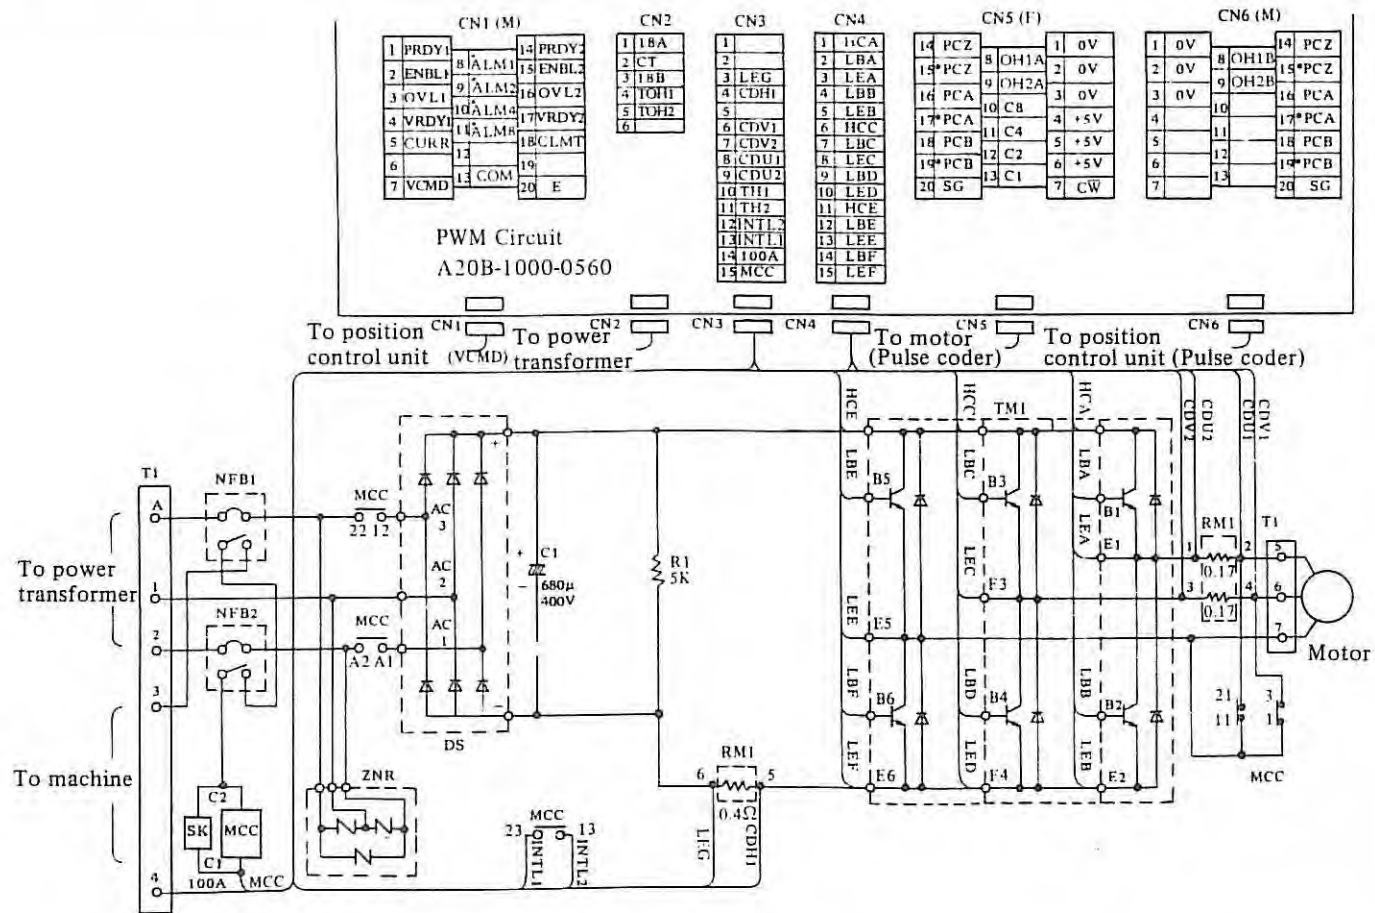 CN1 (M)
1 PRDY1
2 ENBL1
3 OVL1
4 VRDY1
5 CURR
6
7 VCMD
8 *ALM1
9 *ALM2
10 *ALM4
11 *ALM8
12
13 COM
14 PRDY2
15 ENBL2
16 OVL2
17 VRDY2
18 CLMT
19
20 E
CN2
1 18A
2 CT
3 18B
4 TOH1
5 TOH2
6
CN3
1
2
3 LEG
4 CDH1
5
6 CDV1
7 CDV2
8 CDU1
9 CDU2
10 TH1
11 TH2
12 INTL2
13 INTL1
14 100A
15 MCC
CN4
1 HCA
2 LBA
3 LEA
4 LBB
5 LEB
6 HCC
7 LBC
8 LEC
9 LBD
10 LED
11 HCE
12 LBE
13 LEE
14 LBF
15 LEF
CN5 (F)
14 PCZ
15 *PCZ
16 PCA
17 *PCA
18 PCB
19 *PCB
20 SG
8 OH1A
9 OH2A
10 C8
11 C4
12 C2
13 C1
1 0V
2 0V
3 0V
4 +5V
5 +5V
6 +5V
7 CW
CN6 (M)
1 0V
2 0V
3 0V
4
5
6
7
8 OH1B
9 OH2B
10
11
12
13
14 PCZ
15 *PCZ
16 PCA
17 *PCA
18 PCB
19 *PCB
20 SG
PWM Circuit
A20B-1000-0560
To position
control unit
CN1
(VCMD)
To power
transformer
CN2
CN3
CN4
To motor
(Pulse coder)
CN5
To position
control unit (Pulse coder)
CN6
HCE
HCC
HCA
TM1
CDV2
CDU2
CDU1
CDV1
T1
NFB1
A
MCC
22 12
AC
3
+
LBE
B5
LBC
B3
LBA
B1
LEA
E1
1
RM1
2
0.17
T1
5
To power
transformer
1
AC
2
+
C1
680μ
400V
−
R1
5K
LEC
F3
3
4
0.17
6
NFB2
2
MCC
A2 A1
AC
1
LEE
E5
7
Motor
3
−
DS
LBF
B6
LBD
B4
LBB
B2
21
11
3
1
MCC
To machine
ZNR
RM1
6
5
0.4Ω
LEF
E6
LED
F4
LEB
E2
C2
SK
MCC
C1
MCC
23
13
INTL1
INTL2
LEG
CDH1
4
100A
MCC